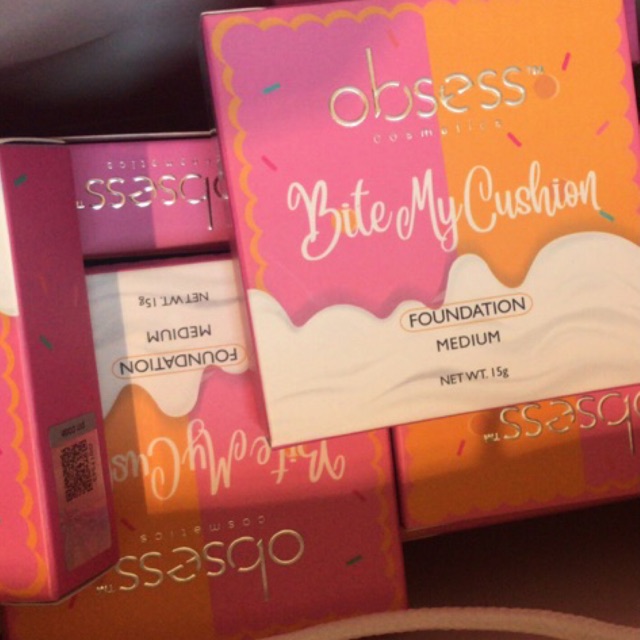 obsess™
cosmetics
Bite My Cushion
FOUNDATION
MEDIUM
NET WT. 15g
cosmetics
obsess™
NET WT. 15g
MEDIUM
FOUNDATION
Bite My Cus
cosmetics
obsess™
obsess™